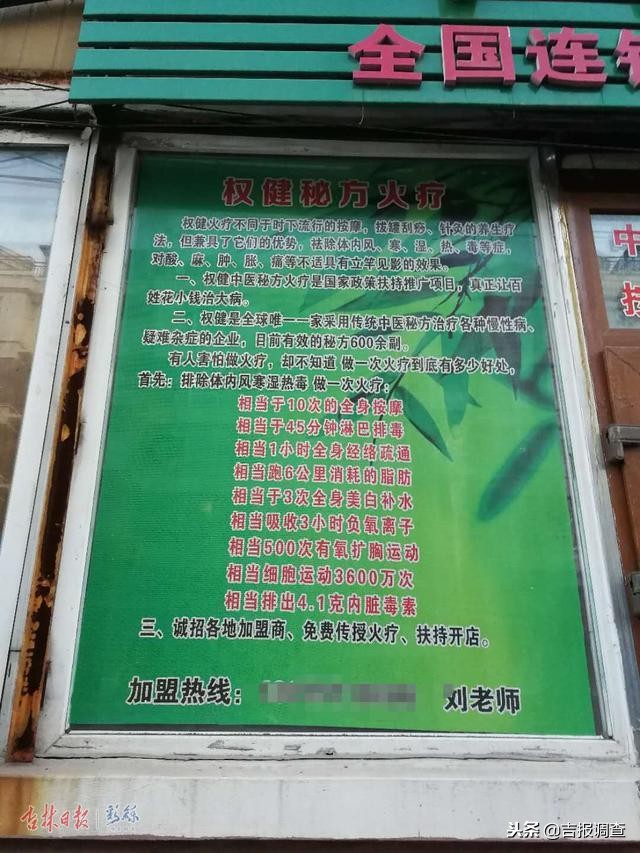 全国连
权健秘方火疗
权健火疗不同于时下流行的按摩，拔罐刮痧、针灸的养生疗
法，但兼具了它们的优势，祛除体内风、寒、湿、热、毒等症，
对酸、麻、肿、胀、痛等不适具有立竿见影的效果。
一、权健中医秘方火疗是国家政策扶持推广项目，真正让百
姓花小钱治大病。
二、权健是全球唯一一家采用传统中医秘方治疗各种慢性病、
疑难杂症的企业，目前有效的秘方600余副。
有人害怕做火疗，却不知道 做一次火疗到底有多少好处，
首先：排除体内风寒湿热毒 做一次火疗：
相当于10次的全身按摩
相当于45分钟淋巴排毒
相当1小时全身经络疏通
相当跑6公里消耗的脂肪
相当于3次全身美白补水
相当吸收3小时负氧离子
相当500次有氧扩胸运动
相当细胞运动3600万次
相当排出4.1克内脏毒素
三、诚招各地加盟商、免费传授火疗、扶持开店。
加盟热线： 刘老师
中
吉林日报
头条@吉报调查